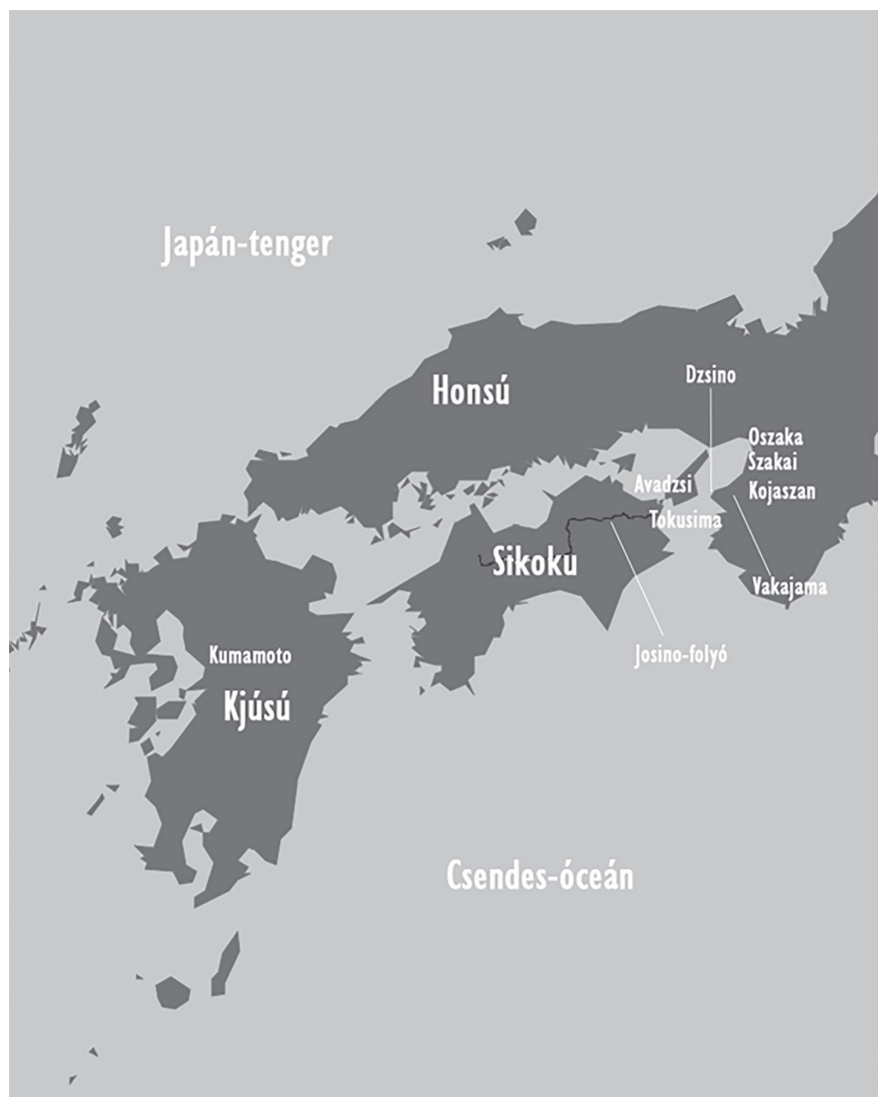 Japán-tenger
Honsú
Dzsino
Oszaka
Szakai
Kojaszan
Avadzsi
Tokusima
Sikoku
Vakajama
Josino-folyó
Kumamoto
Kjúsú
Csendes-óceán